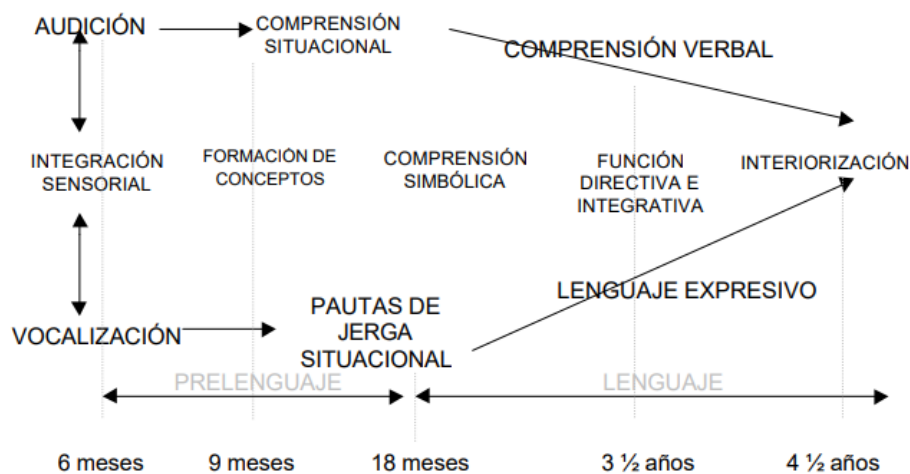 AUDICIÓN
COMPRENSIÓN
SITUACIONAL
COMPRENSIÓN VERBAL
INTEGRACIÓN
SENSORIAL
FORMACIÓN DE
CONCEPTOS
COMPRENSIÓN
SIMBÓLICA
FUNCIÓN
DIRECTIVA E
INTEGRATIVA
INTERIORIZACIÓN
LENGUAJE EXPRESIVO
VOCALIZACIÓN
PAUTAS DE
JERGA
SITUACIONAL
PRELENGUAJE
LENGUAJE
6 meses
9 meses
18 meses
3 ½ años
4 ½ años